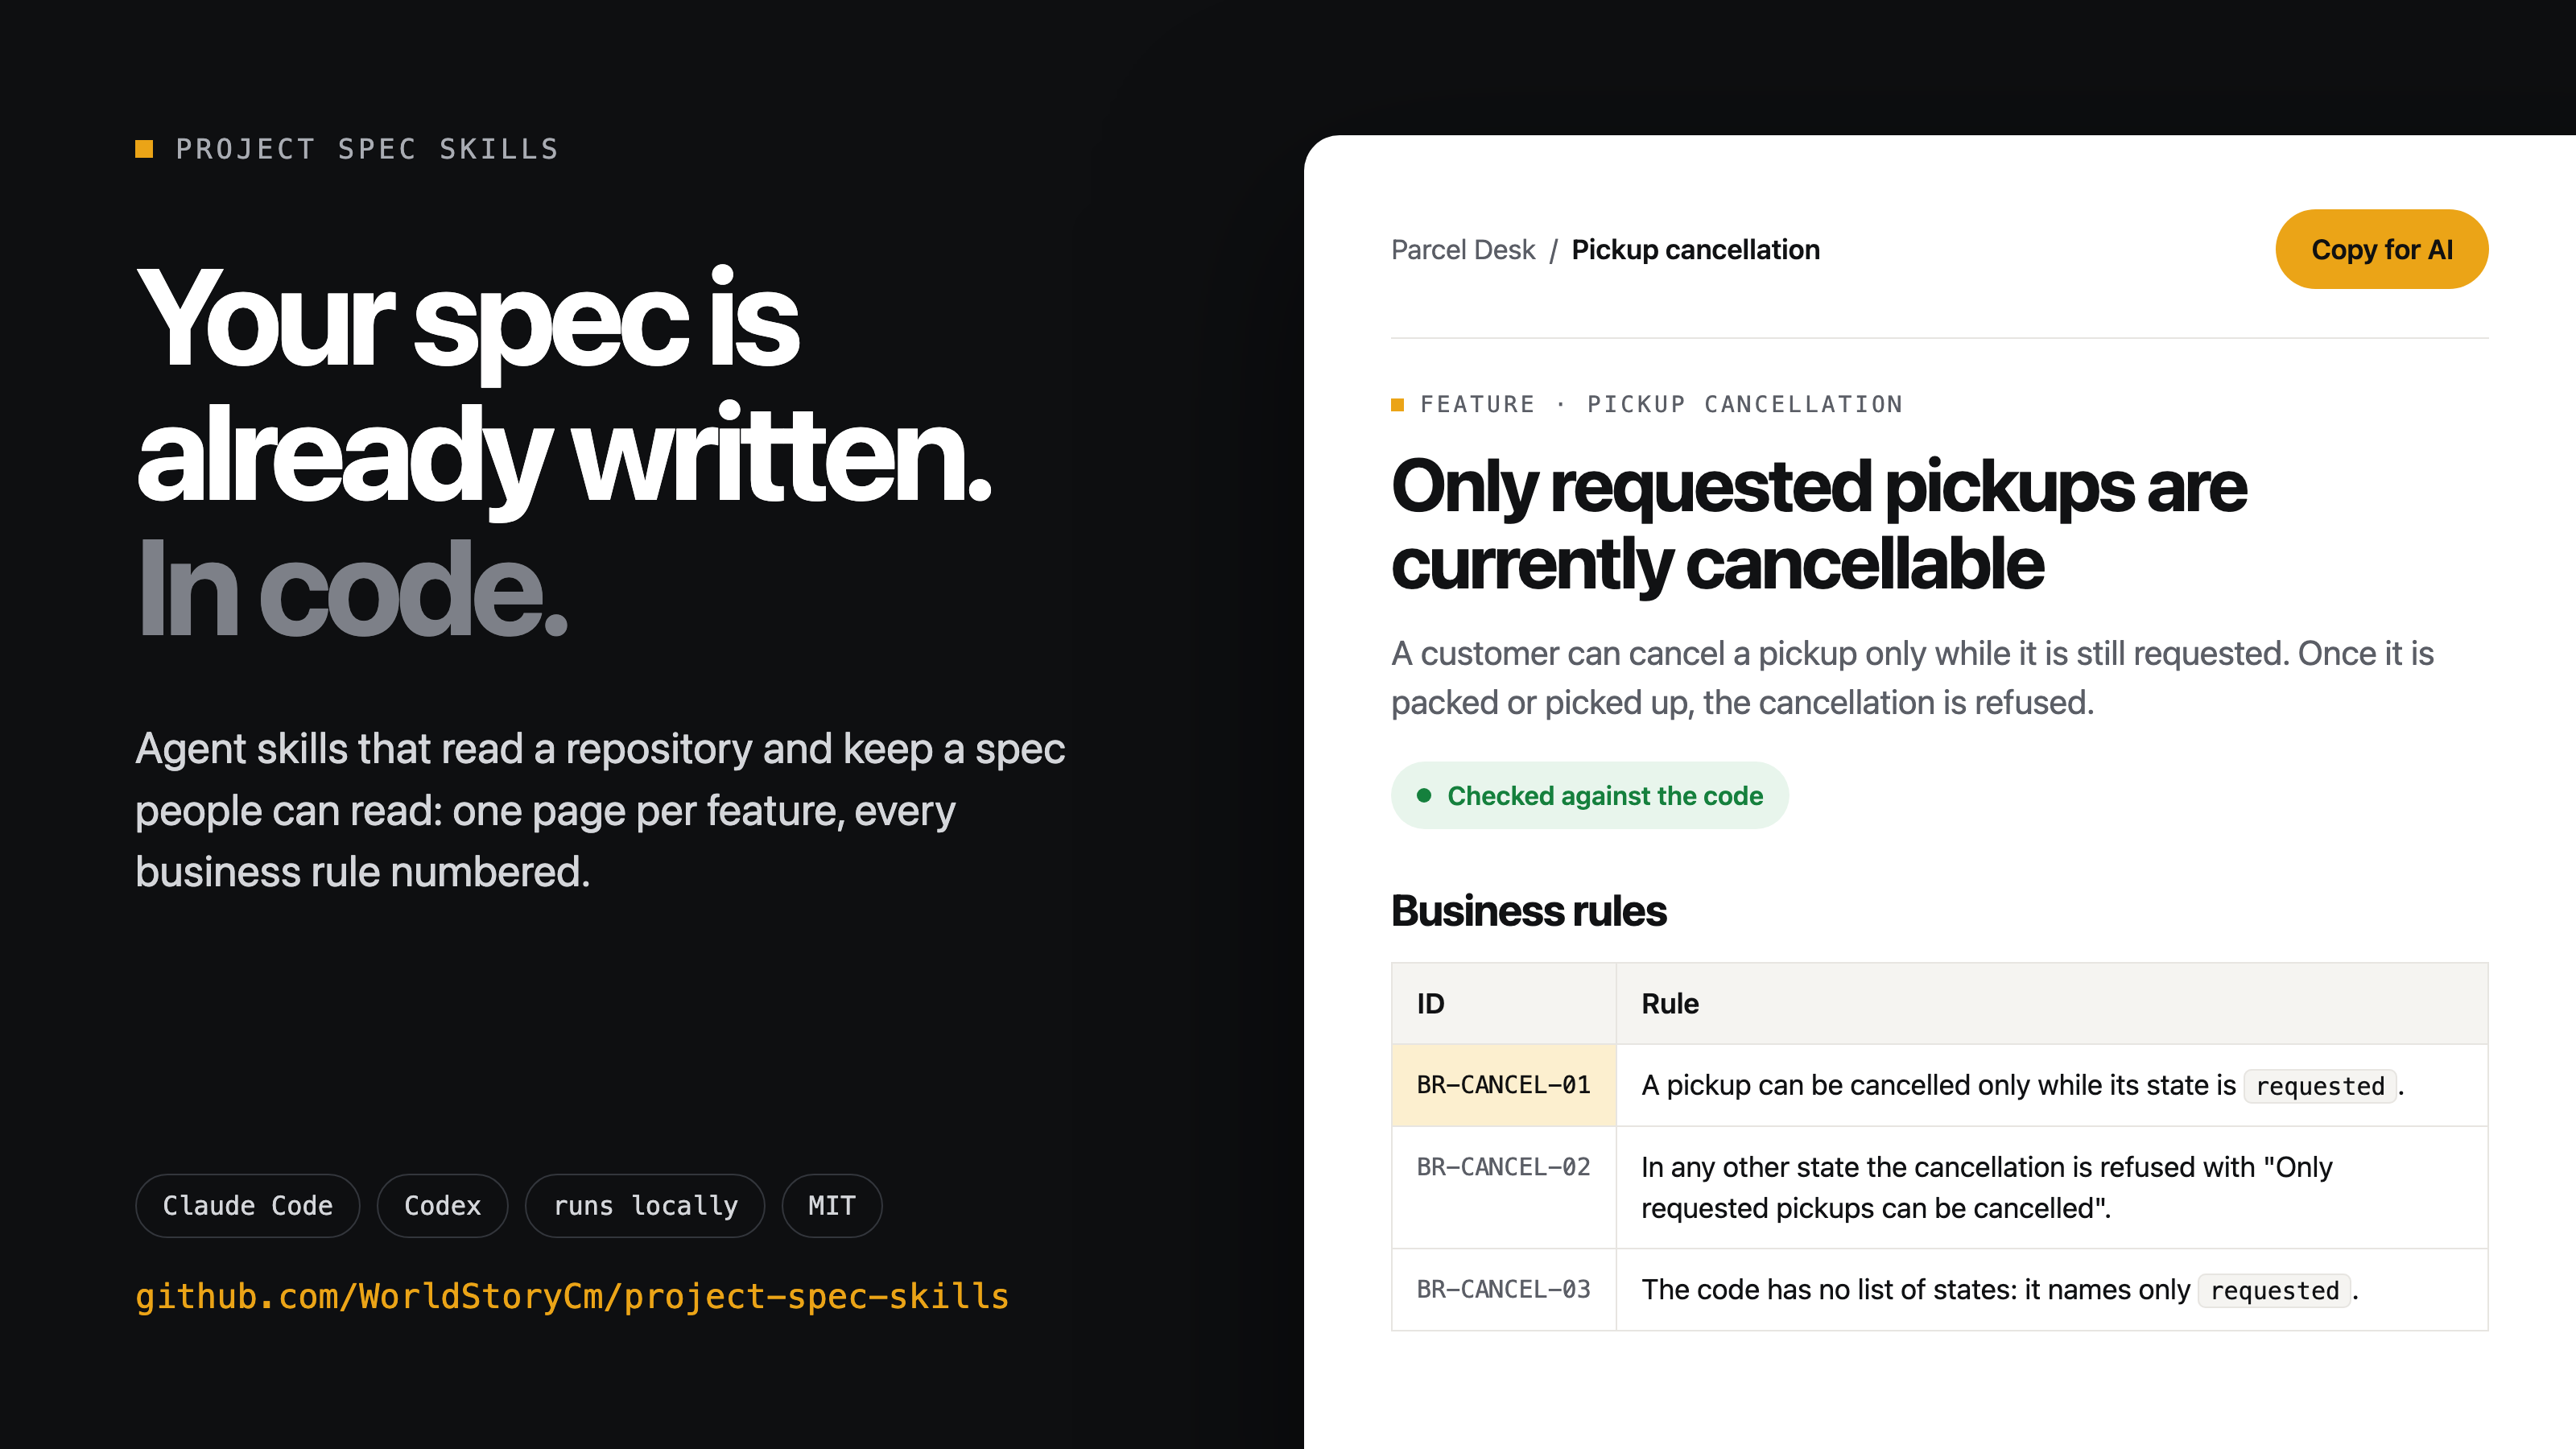 PROJECT SPEC SKILLS
Your spec is
already written.
In code.
Agent skills that read a repository and keep a spec
people can read: one page per feature, every
business rule numbered.
Claude Code
Codex
runs locally
MIT
github.com/WorldStoryCm/project-spec-skills
Parcel Desk / Pickup cancellation
Copy for AI
FEATURE · PICKUP CANCELLATION
Only requested pickups are
currently cancellable
A customer can cancel a pickup only while it is still requested. Once it is
packed or picked up, the cancellation is refused.
Checked against the code
Business rules
ID Rule
BR-CANCEL-01 A pickup can be cancelled only while its state is requested.
BR-CANCEL-02 In any other state the cancellation is refused with "Only
requested pickups can be cancelled".
BR-CANCEL-03 The code has no list of states: it names only requested.